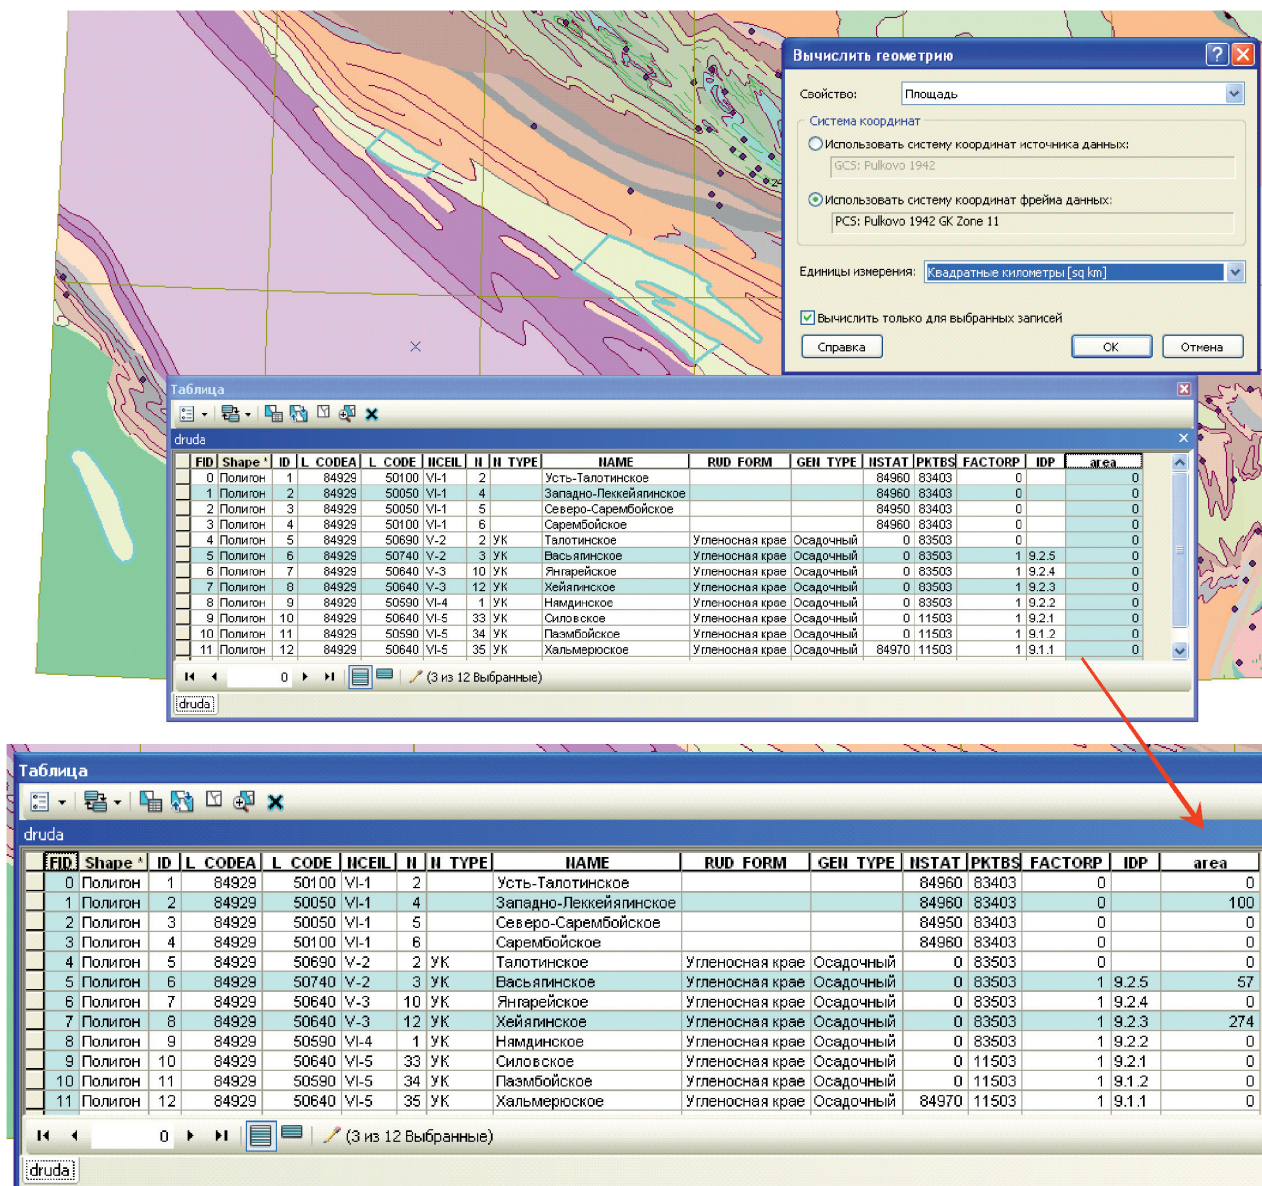 Вычислить геометрию
Свойство: Площадь
Система координат
Использовать систему координат источника данных:
GCS: Pulkovo 1942
Использовать систему координат фрейма данных:
PCS: Pulkovo 1942 GK Zone 11
Единицы измерения: Квадратные километры [sq km]
Вычислить только для выбранных записей
Справка OK Отмена
Таблица
druda
FID Shape * ID L_CODEA L_CODE NCEIL N N_TYPE NAME RUD_FORM GEN_TYPE NSTAT PKTBS FACTORP IDP area
0 Полигон 1 84929 50100 VI-1 2 Усть-Талотинское 84960 83403 0 0
1 Полигон 2 84929 50050 VI-1 4 Западно-Леккейягинское 84960 83403 0 0
2 Полигон 3 84929 50050 VI-1 5 Северо-Сарембойское 84950 83403 0 0
3 Полигон 4 84929 50100 VI-1 6 Сарембойское 84960 83403 0 0
4 Полигон 5 84929 50690 V-2 2 УК Талотинское Угленосная крае Осадочный 0 83503 0 0
5 Полигон 6 84929 50740 V-2 3 УК Васьягинское Угленосная крае Осадочный 0 83503 1 9.2.5 0
6 Полигон 7 84929 50640 V-3 10 УК Янгарейское Угленосная крае Осадочный 0 83503 1 9.2.4 0
7 Полигон 8 84929 50640 V-3 12 УК Хейягинское Угленосная крае Осадочный 0 83503 1 9.2.3 0
8 Полигон 9 84929 50590 VI-4 1 УК Нямдинское Угленосная крае Осадочный 0 83503 1 9.2.2 0
9 Полигон 10 84929 50640 VI-5 33 УК Силовское Угленосная крае Осадочный 0 11503 1 9.2.1 0
10 Полигон 11 84929 50590 VI-5 34 УК Паэмбойское Угленосная крае Осадочный 0 11503 1 9.1.2 0
11 Полигон 12 84929 50640 VI-5 35 УК Хальмерюское Угленосная крае Осадочный 84970 11503 1 9.1.1 0
0 (3 из 12 Выбранные)
druda
Таблица
druda
FID Shape * ID L_CODEA L_CODE NCEIL N N_TYPE NAME RUD_FORM GEN_TYPE NSTAT PKTBS FACTORP IDP area
0 Полигон 1 84929 50100 VI-1 2 Усть-Талотинское 84960 83403 0 0
1 Полигон 2 84929 50050 VI-1 4 Западно-Леккейягинское 84960 83403 0 100
2 Полигон 3 84929 50050 VI-1 5 Северо-Сарембойское 84950 83403 0 0
3 Полигон 4 84929 50100 VI-1 6 Сарембойское 84960 83403 0 0
4 Полигон 5 84929 50690 V-2 2 УК Талотинское Угленосная крае Осадочный 0 83503 0 0
5 Полигон 6 84929 50740 V-2 3 УК Васьягинское Угленосная крае Осадочный 0 83503 1 9.2.5 57
6 Полигон 7 84929 50640 V-3 10 УК Янгарейское Угленосная крае Осадочный 0 83503 1 9.2.4 0
7 Полигон 8 84929 50640 V-3 12 УК Хейягинское Угленосная крае Осадочный 0 83503 1 9.2.3 274
8 Полигон 9 84929 50590 VI-4 1 УК Нямдинское Угленосная крае Осадочный 0 83503 1 9.2.2 0
9 Полигон 10 84929 50640 VI-5 33 УК Силовское Угленосная крае Осадочный 0 11503 1 9.2.1 0
10 Полигон 11 84929 50590 VI-5 34 УК Паэмбойское Угленосная крае Осадочный 0 11503 1 9.1.2 0
11 Полигон 12 84929 50640 VI-5 35 УК Хальмерюское Угленосная крае Осадочный 84970 11503 1 9.1.1 0
0 (3 из 12 Выбранные)
druda